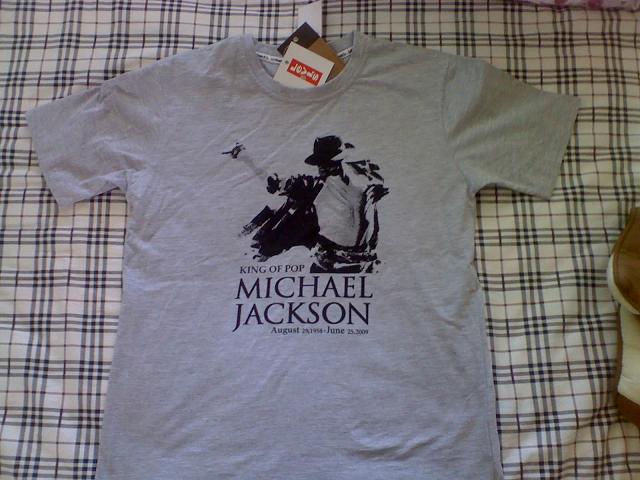 KING OF POP
MICHAEL
JACKSON
August 29,1958-June 25,2009